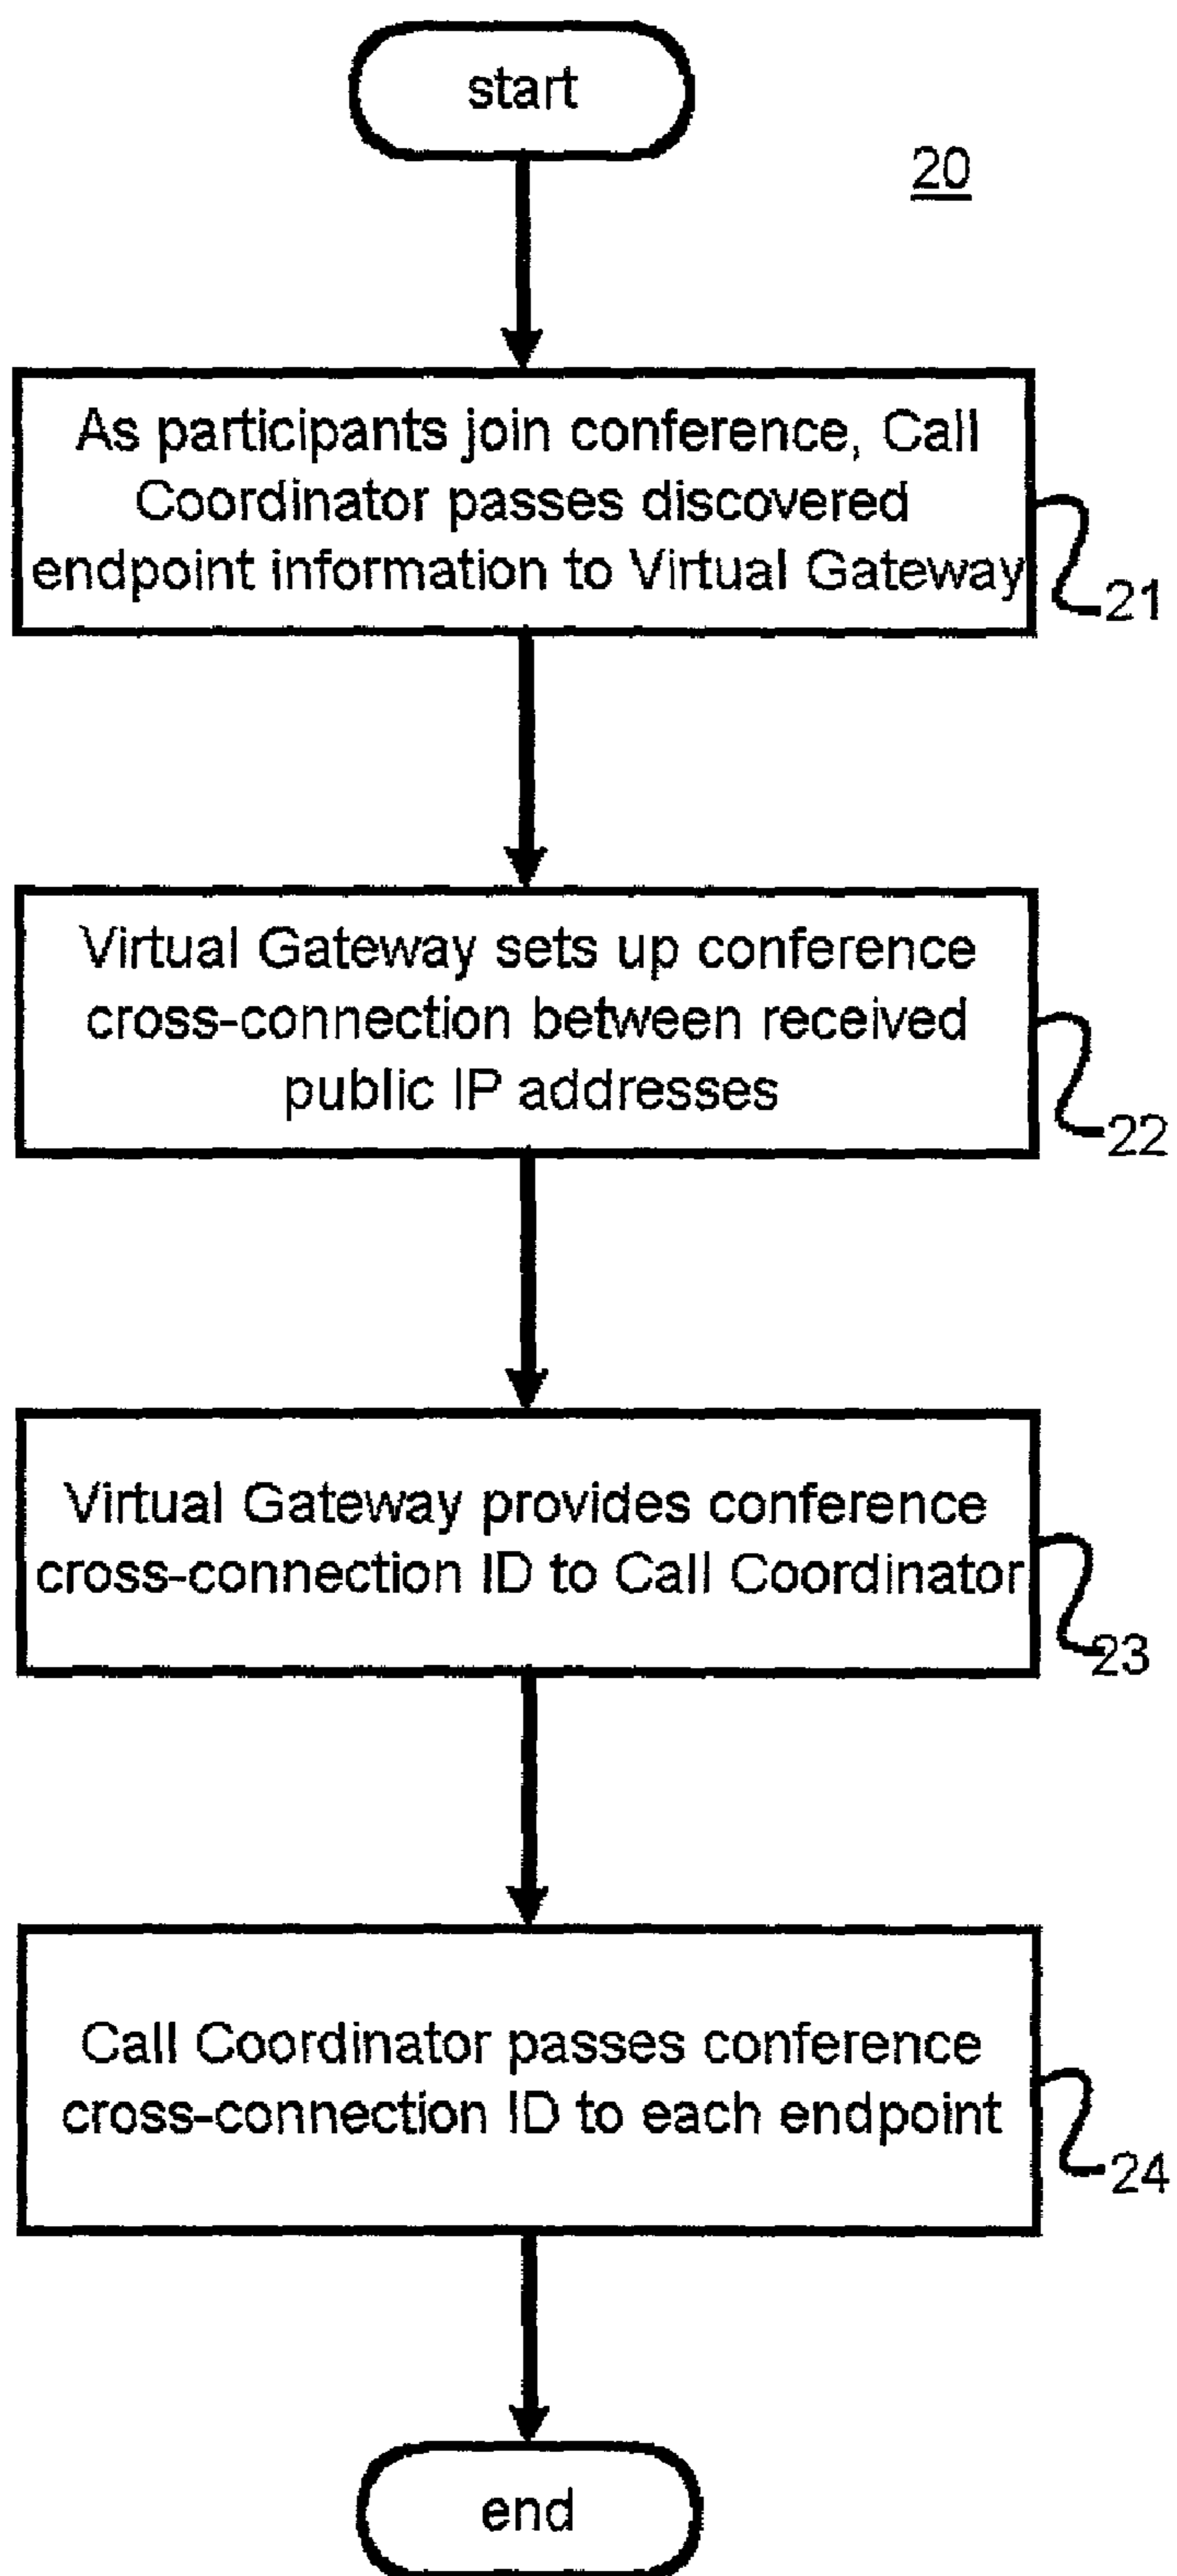 start
20
As participants join conference, Call
Coordinator passes discovered
endpoint information to Virtual Gateway
21
Virtual Gateway sets up conference
cross-connection between received
public IP addresses
22
Virtual Gateway provides conference
cross-connection ID to Call Coordinator
23
Call Coordinator passes conference
cross-connection ID to each endpoint
24
end